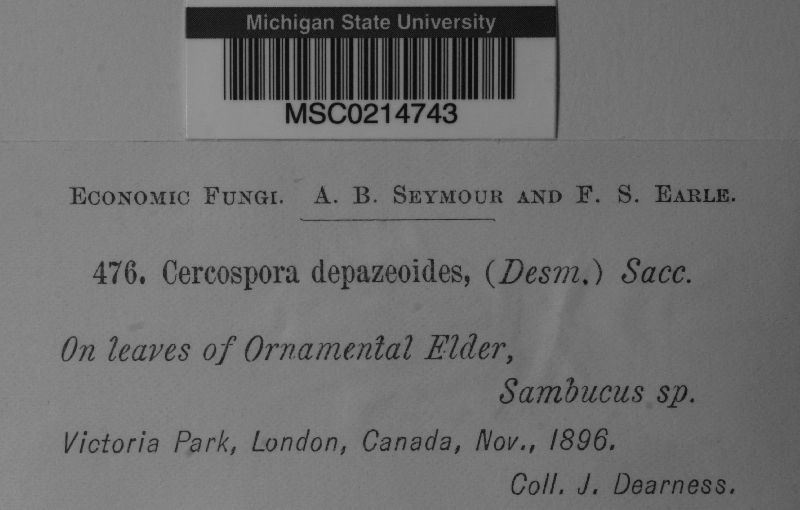 Michigan State University
MSC0214743
Economic Fungi. A. B. Seymour and F. S. Earle.
476. Cercospora depazeoides, (Desm.) Sacc.
On leaves of Ornamental Elder,
Sambucus sp.
Victoria Park, London, Canada, Nov., 1896.
Coll. J. Dearness.